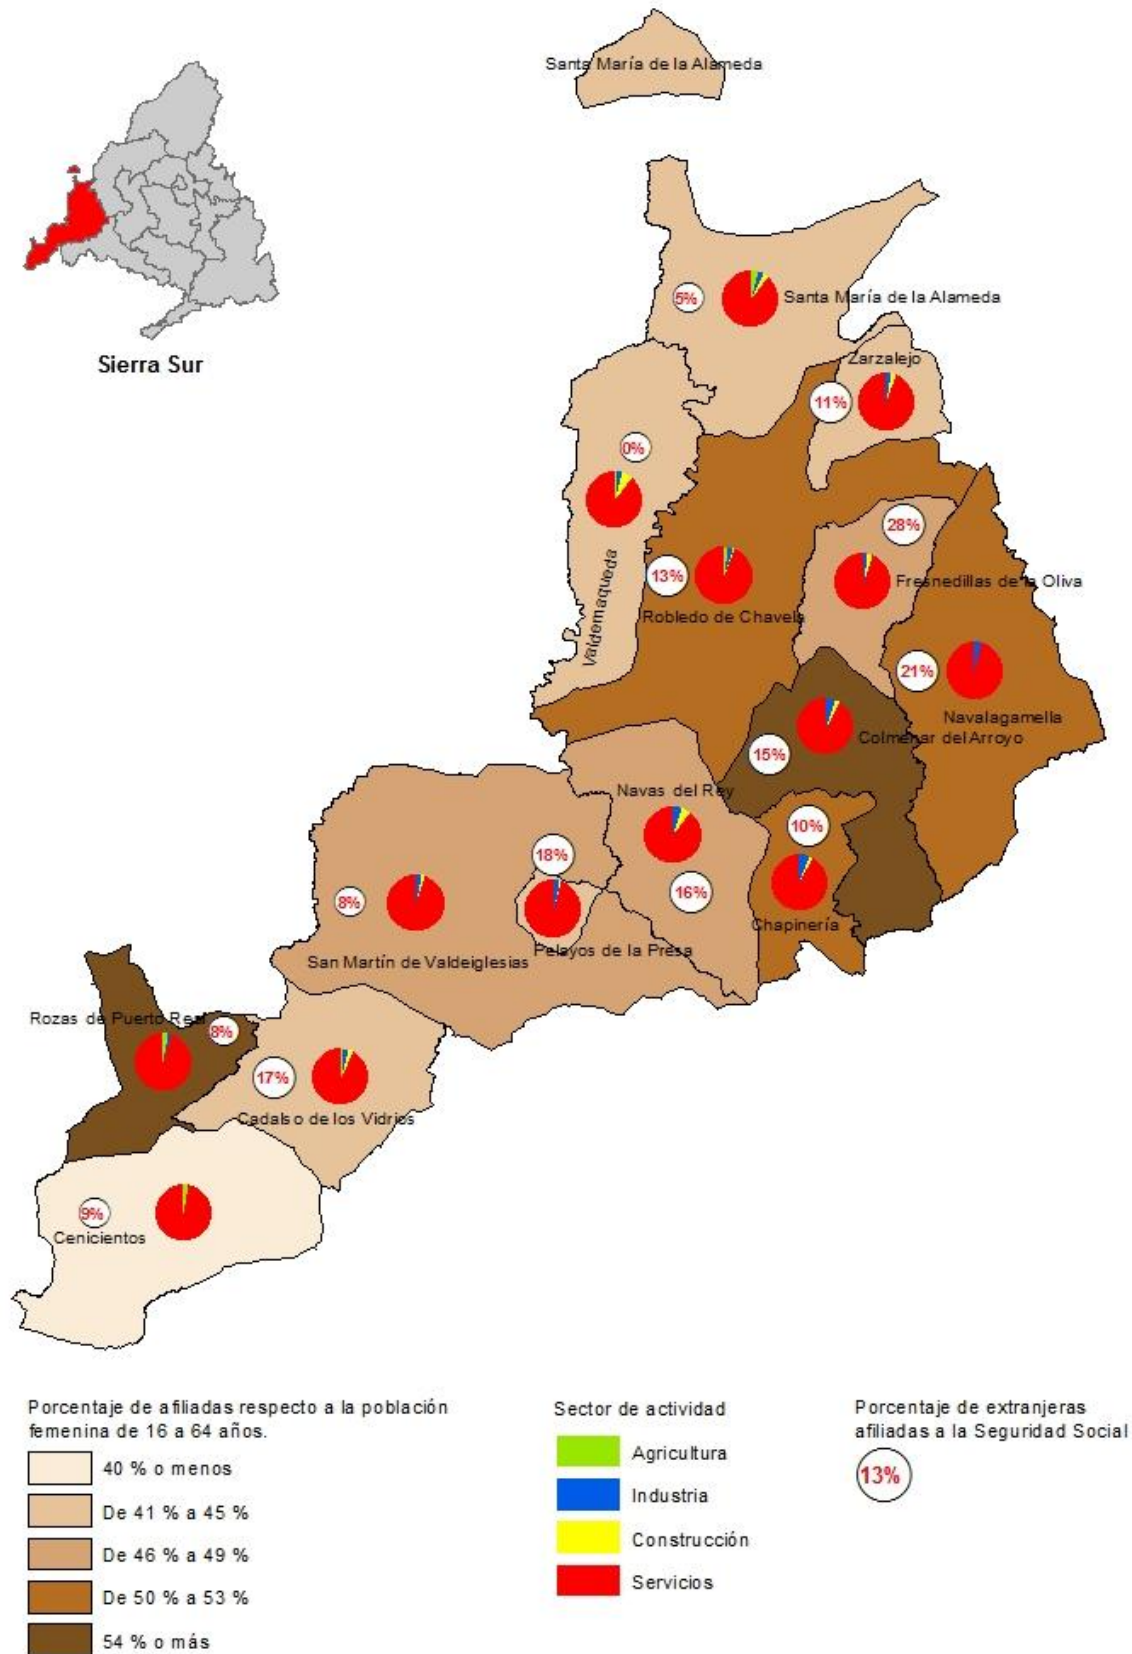 Santa María de la Alameda
Sierra Sur
5%
Santa María de la Alameda
Zarzalejo
11%
0%
28%
13%
Fresnedillas de la Oliva
Robledo de Chavela
Valdemaqueda
21%
Navalagamella
Colmenar del Arroyo
15%
Navas del Rey
10%
18%
16%
8%
Chapinería
Pelayos de la Presa
San Martín de Valdeiglesias
Rozas de Puerto Real
8%
17%
Cadalso de los Vidrios
9%
Cenicientos
Porcentaje de afiliadas respecto a la población
femenina de 16 a 64 años.
40 % o menos
De 41 % a 45 %
De 46 % a 49 %
De 50 % a 53 %
54 % o más
Sector de actividad
Agricultura
Industria
Construcción
Servicios
Porcentaje de extranjeras
afiliadas a la Seguridad Social
13%